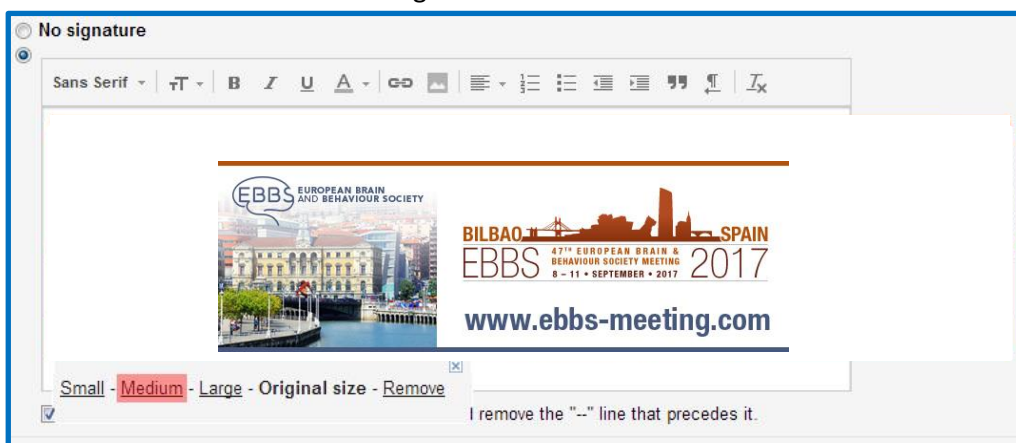 No signature
Sans Serif
B I U A
EBBS EUROPEAN BRAIN
AND BEHAVIOUR SOCIETY
BILBAO SPAIN
EBBS 47TH EUROPEAN BRAIN &
BEHAVIOUR SOCIETY MEETING
8 – 11 • SEPTEMBER • 2017 2017
www.ebbs-meeting.com
Small - Medium - Large - Original size - Remove
l remove the "--" line that precedes it.